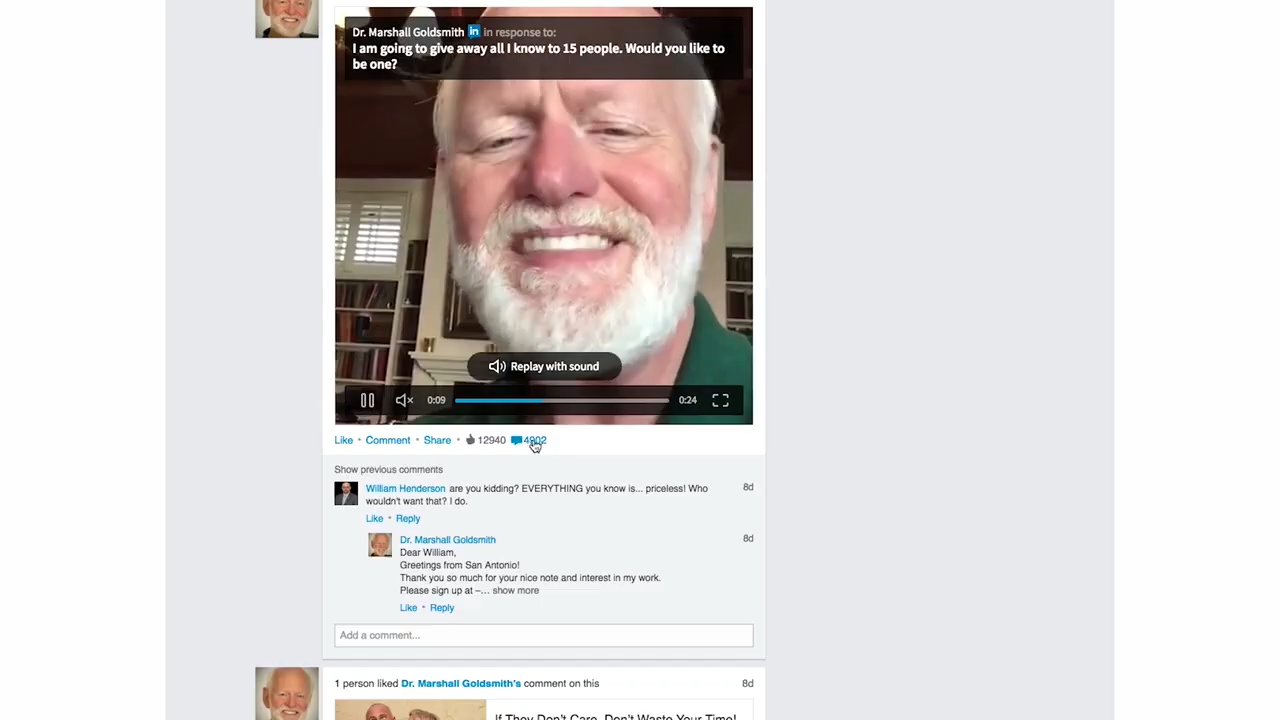 Dr. Marshall Goldsmith in in response to:
I am going to give away all I know to 15 people. Would you like to
be one?
Replay with sound
0:09
0:24
Like • Comment • Share • 12940
Show previous comments
William Henderson are you kidding? EVERYTHING you know is... priceless! Who 8d
wouldn't want that? I do.
Like • Reply
Dr. Marshall Goldsmith 8d
Dear William,
Greetings from San Antonio!
Thank you so much for your nice note and interest in my work.
Please sign up at –... show more
Like • Reply
Add a comment...
1 person liked Dr. Marshall Goldsmith's comment on this 8d
If They Don't Care, Don't Waste Your Time!